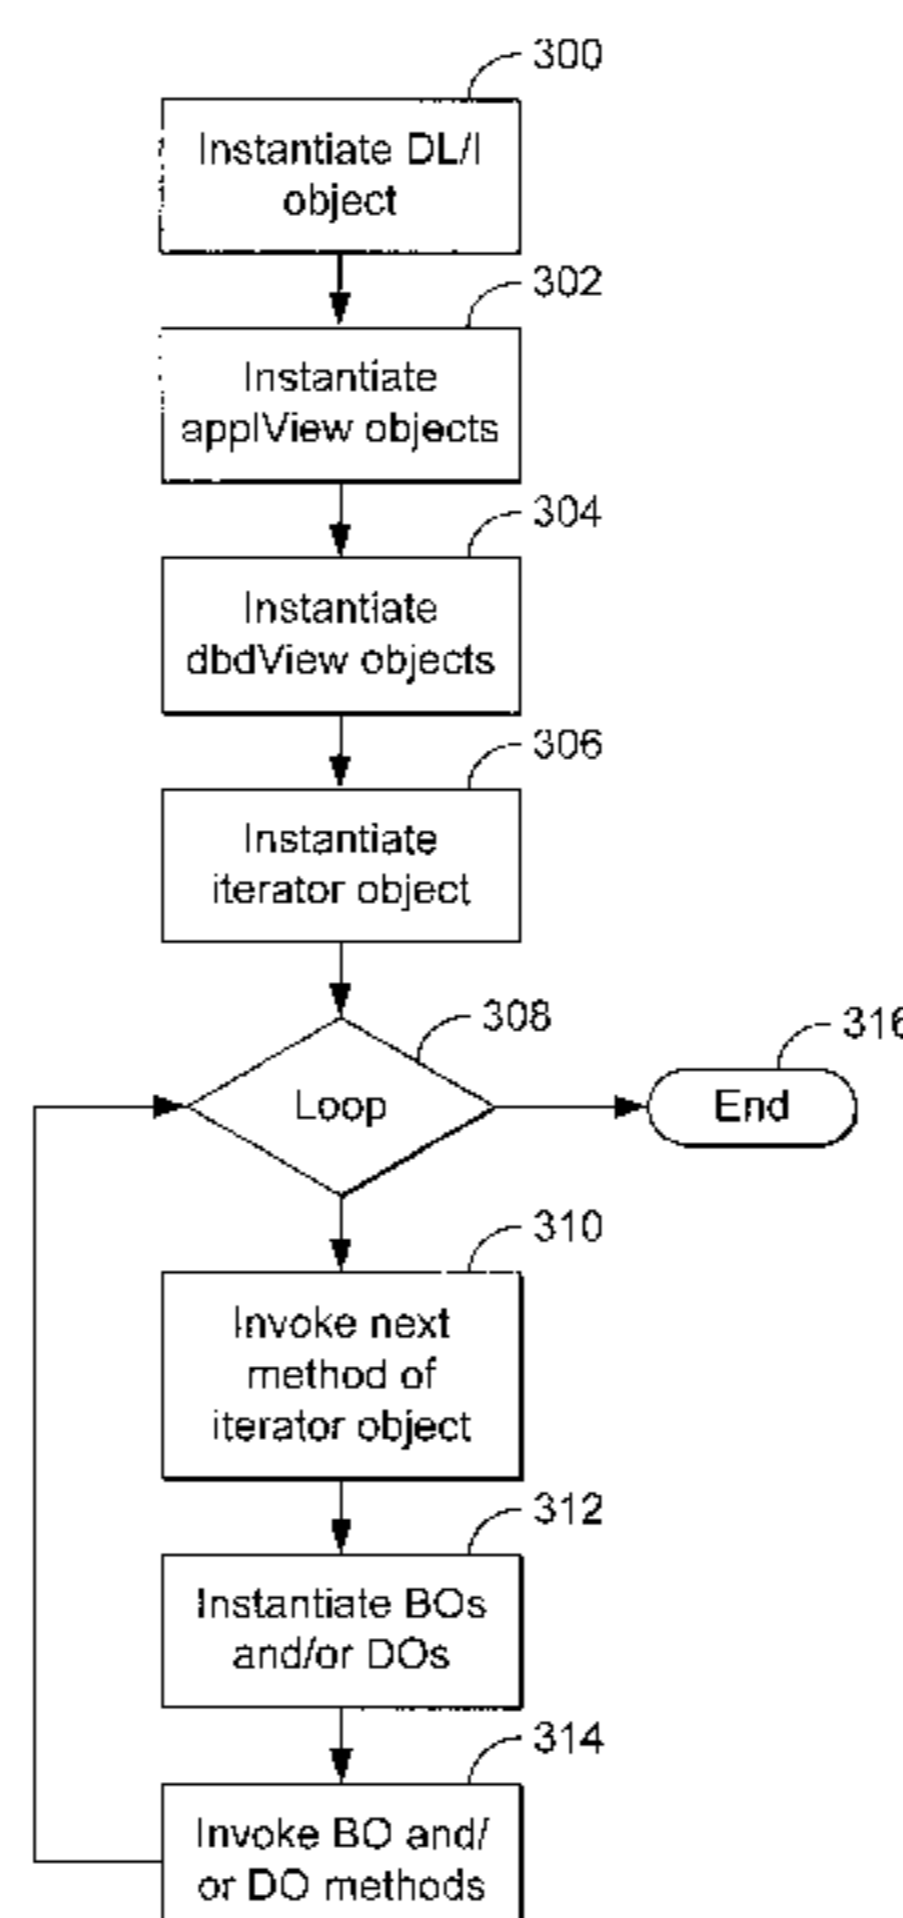 300
Instantiate DL/I
object
302
Instantiate
applView objects
304
Instantiate
dbdView objects
306
Instantiate
iterator object
308
Loop
316
End
310
Invoke next
method of
iterator object
312
Instantiate BOs
and/or DOs
314
Invoke BO and/
or DO methods